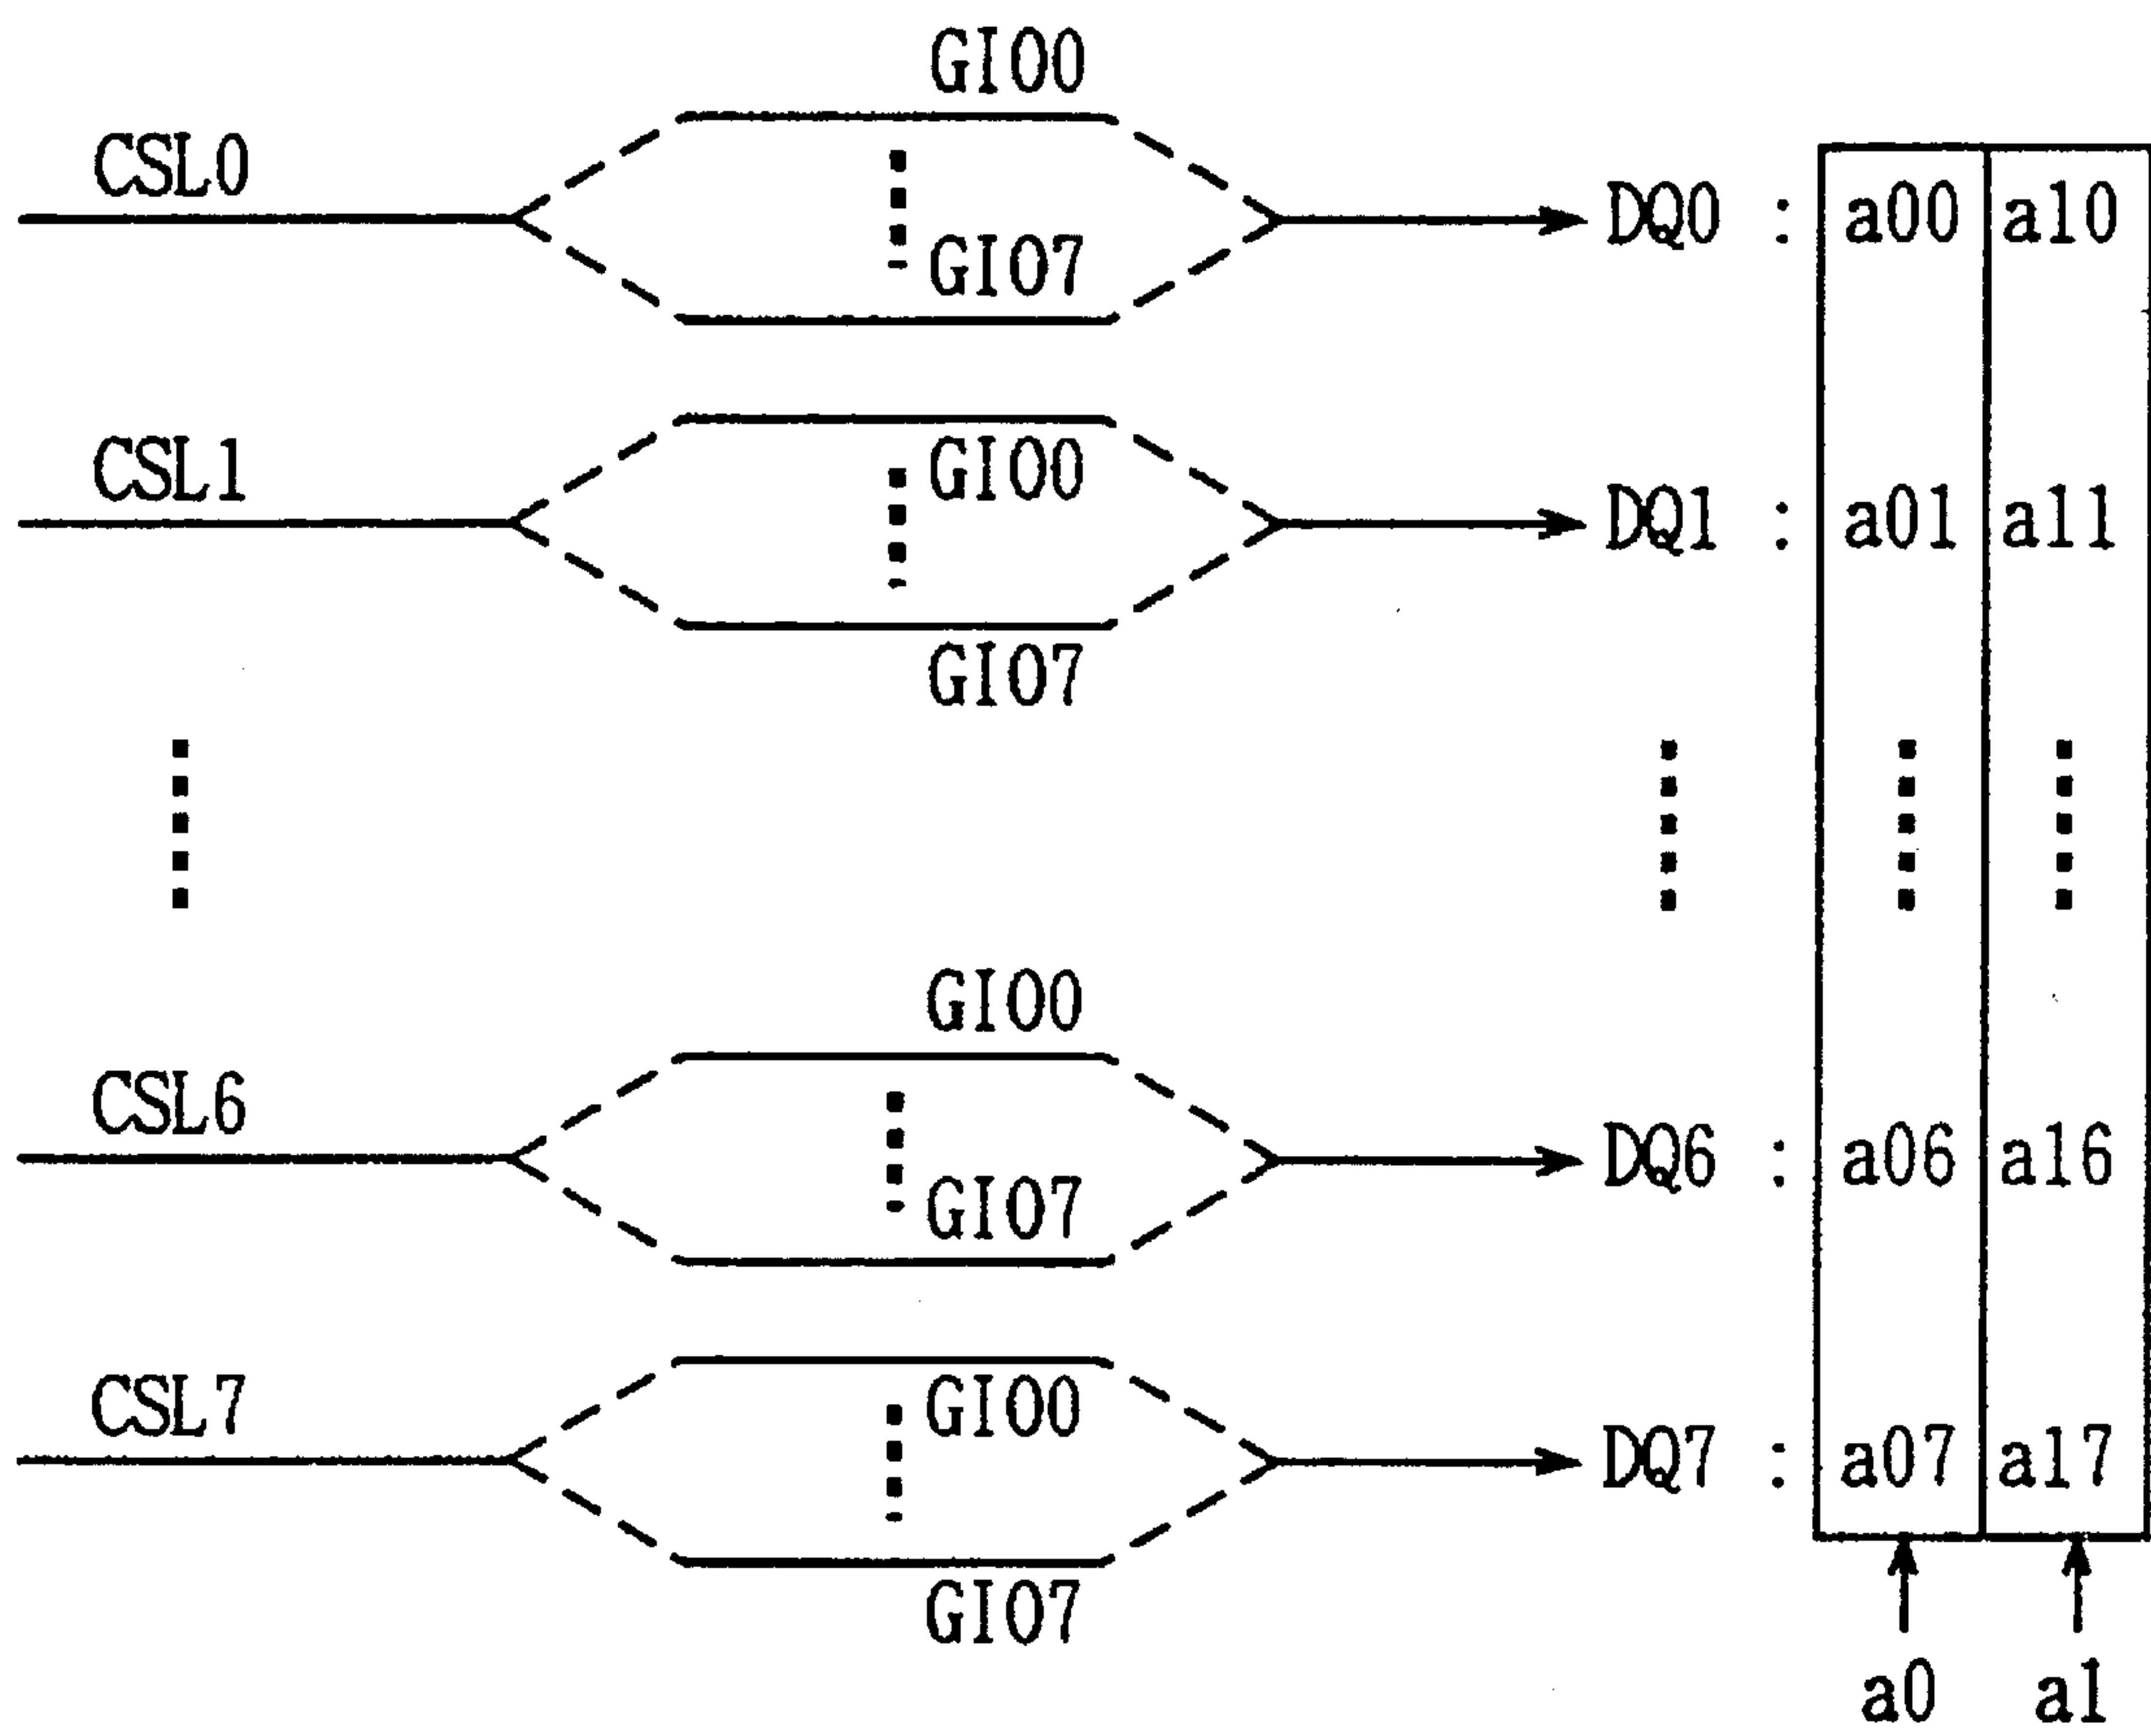 GIO0
CSL0
DQ0 : a00 a10
GIO7
CSL1
GIO0
DQ1 : a01 a11
GIO7
GIO0
CSL6
DQ6 : a06 a16
GIO7
CSL7
GIO0
DQ7 : a07 a17
GIO7
a0 a1